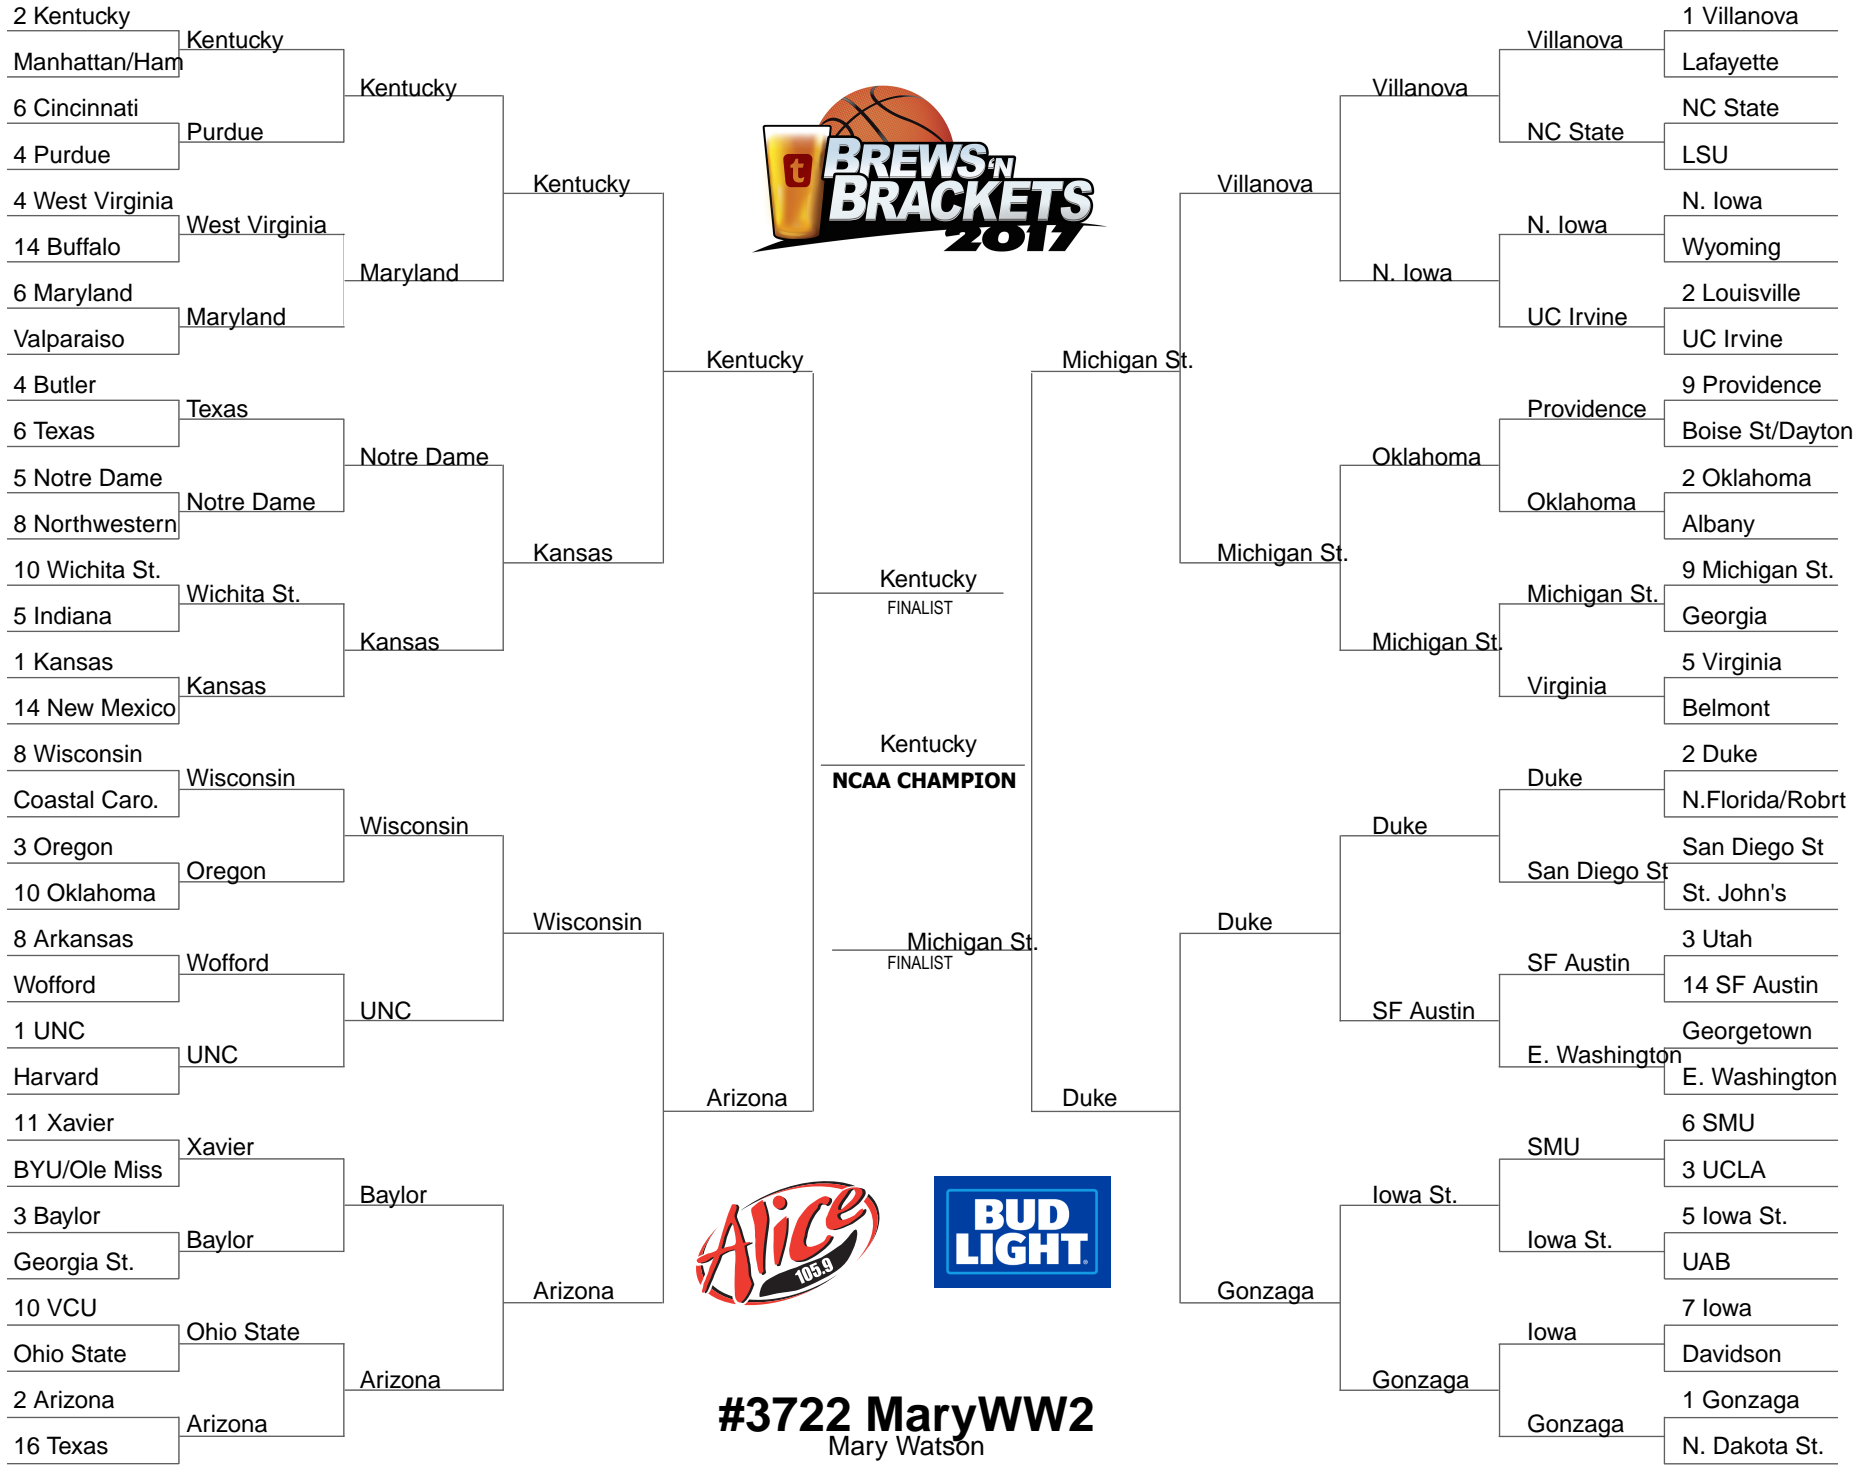 2 Kentucky
Manhattan/Ham
6 Cincinnati
4 Purdue
4 West Virginia
14 Buffalo
6 Maryland
Valparaiso
4 Butler
6 Texas
5 Notre Dame
8 Northwestern
10 Wichita St.
5 Indiana
1 Kansas
14 New Mexico
8 Wisconsin
Coastal Caro.
3 Oregon
10 Oklahoma
8 Arkansas
Wofford
1 UNC
Harvard
11 Xavier
BYU/Ole Miss
3 Baylor
Georgia St.
10 VCU
Ohio State
2 Arizona
16 Texas
Kentucky
Purdue
West Virginia
Maryland
Texas
Notre Dame
Wichita St.
Kansas
Wisconsin
Oregon
Wofford
UNC
Xavier
Baylor
Ohio State
Arizona
Kentucky
Maryland
Notre Dame
Kansas
Wisconsin
UNC
Baylor
Arizona
Kentucky
Kansas
Wisconsin
Arizona
Kentucky
Arizona
t
BREWS 'N
BRACKETS
2017
Kentucky
FINALIST
Kentucky
NCAA CHAMPION
Michigan St.
FINALIST
Alice
105.9
BUD
LIGHT
#3722 MaryWW2
Mary Watson
Michigan St.
Duke
Villanova
Michigan St.
Duke
Gonzaga
Villanova
N. Iowa
Oklahoma
Michigan St.
Duke
SF Austin
Iowa St.
Gonzaga
Villanova
NC State
N. Iowa
UC Irvine
Providence
Oklahoma
Michigan St.
Virginia
Duke
San Diego St
SF Austin
E. Washington
SMU
Iowa St.
Iowa
Gonzaga
1 Villanova
Lafayette
NC State
LSU
N. Iowa
Wyoming
2 Louisville
UC Irvine
9 Providence
Boise St/Dayton
2 Oklahoma
Albany
9 Michigan St.
Georgia
5 Virginia
Belmont
2 Duke
N.Florida/Robrt
San Diego St
St. John's
3 Utah
14 SF Austin
Georgetown
E. Washington
6 SMU
3 UCLA
5 Iowa St.
UAB
7 Iowa
Davidson
1 Gonzaga
N. Dakota St.